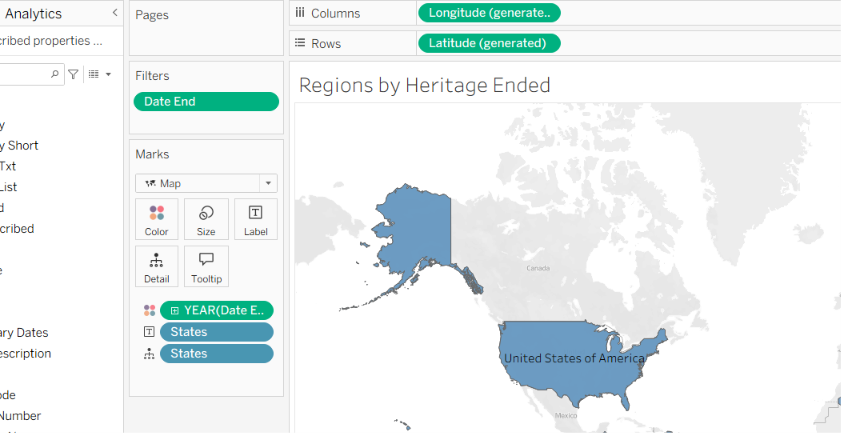 Analytics
cribed properties ...
y
y Short
Txt
List
d
cribed
e
ary Dates
escription
ode
Number
Pages
Filters
Date End
Marks
Map
Color
Size
Label
Detail
Tooltip
YEAR(Date E..
States
States
Columns
Longitude (generate..
Rows
Latitude (generated)
Regions by Heritage Ended
Canada
United States of America
Mexico